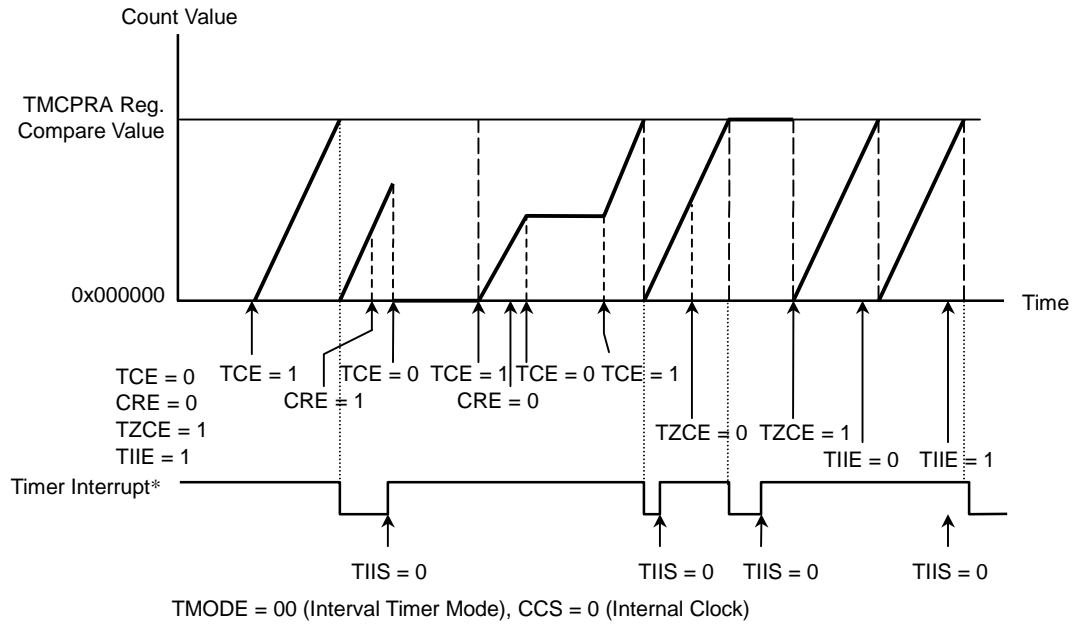 Count Value
TMCPRA Reg.
Compare Value
0x000000
Time
TCE = 0
CRE = 0
TZCE = 1
TIIE = 1
TCE = 1
CRE = 1
TCE = 0
TCE = 1
CRE = 0
TCE = 0
TCE = 1
TZCE = 0
TZCE = 1
TIIE = 0
TIIE = 1
Timer Interrupt*
TIIS = 0
TIIS = 0
TIIS = 0
TIIS = 0
TMODE = 00 (Interval Timer Mode), CCS = 0 (Internal Clock)